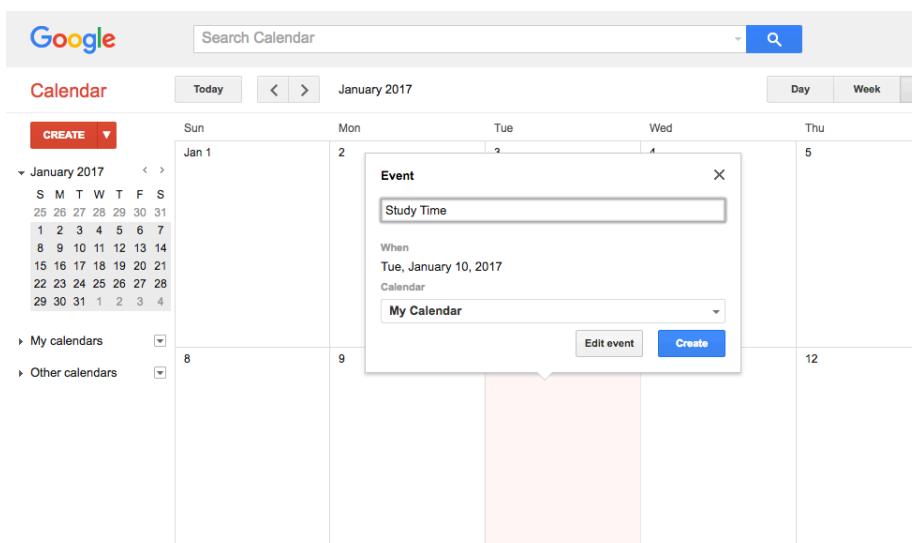 Google
Search Calendar
Calendar
Today
January 2017
Day Week
CREATE
Sun Mon Tue Wed Thu
Jan 1 2 3 4 5
January 2017
S M T W T F S
25 26 27 28 29 30 31
1 2 3 4 5 6 7
8 9 10 11 12 13 14
15 16 17 18 19 20 21
22 23 24 25 26 27 28
29 30 31 1 2 3 4
My calendars
Other calendars
Event
Study Time
When
Tue, January 10, 2017
Calendar
My Calendar
Edit event Create
8 9 12